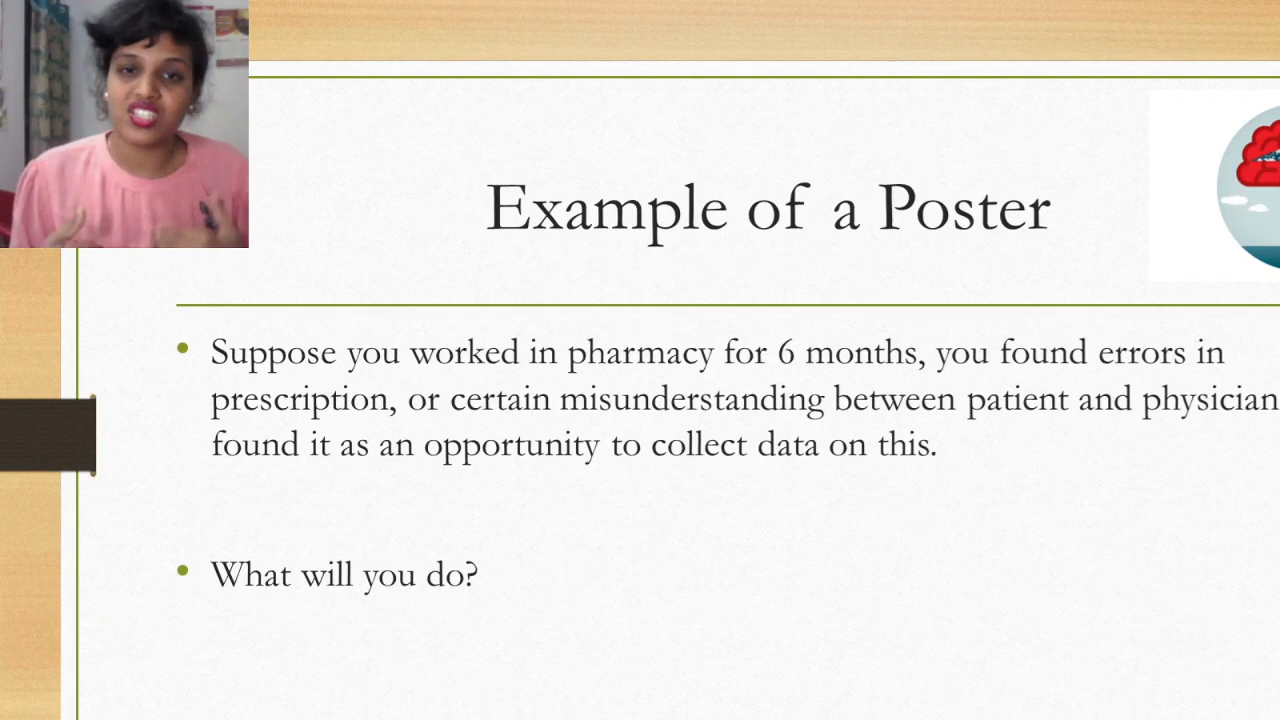 Example of a Poster
• Suppose you worked in pharmacy for 6 months, you found errors in
prescription, or certain misunderstanding between patient and physician
found it as an opportunity to collect data on this.
• What will you do?